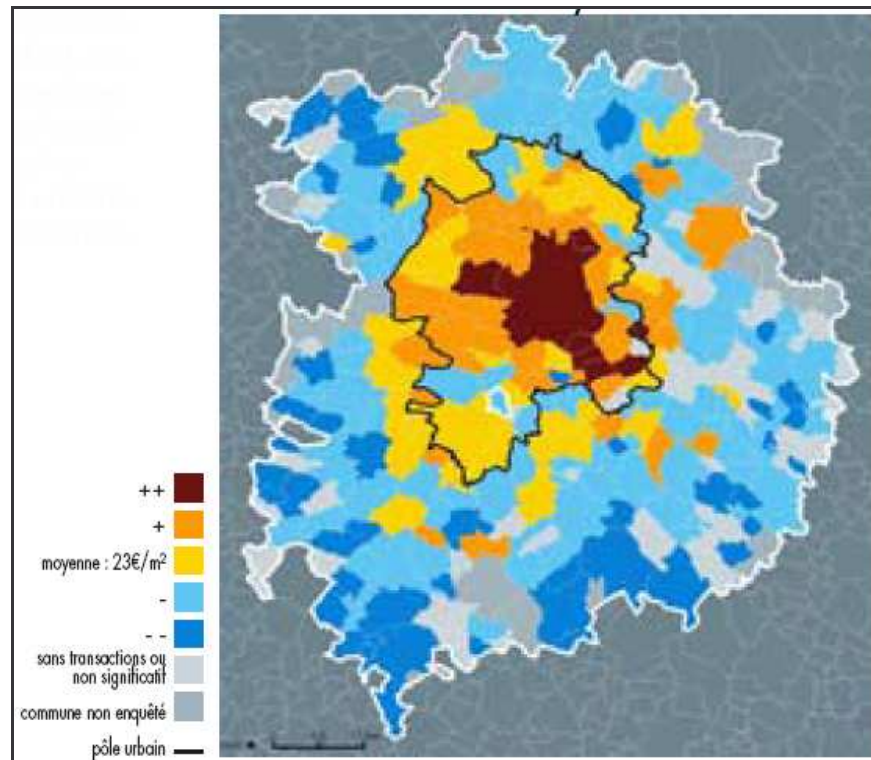 ++
+
moyenne : 23€/m²
-
- -
sans transactions ou
non significatif
commune non enquêté
pôle urbain